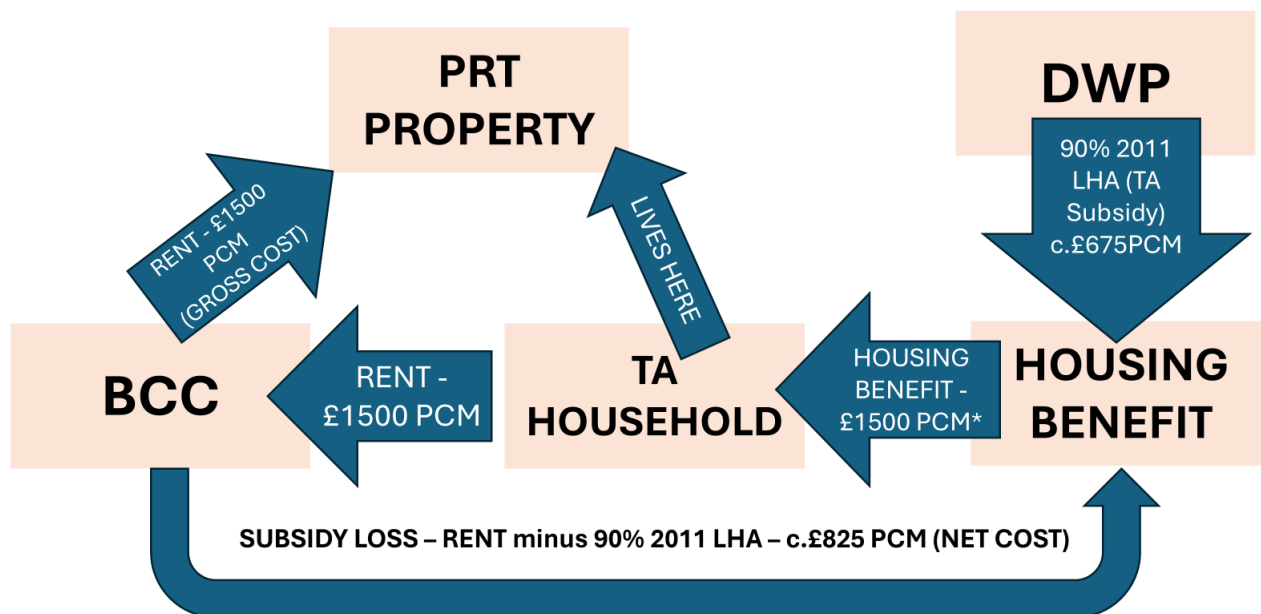 PRT
PROPERTY
DWP
90% 2011
LHA (TA
Subsidy)
c.£675PCM
RENT - £1500
PCM
(GROSS COST)
LIVES HERE
BCC
RENT -
£1500 PCM
TA
HOUSEHOLD
HOUSING
BENEFIT -
£1500 PCM*
HOUSING
BENEFIT
SUBSIDY LOSS – RENT minus 90% 2011 LHA – c.£825 PCM (NET COST)